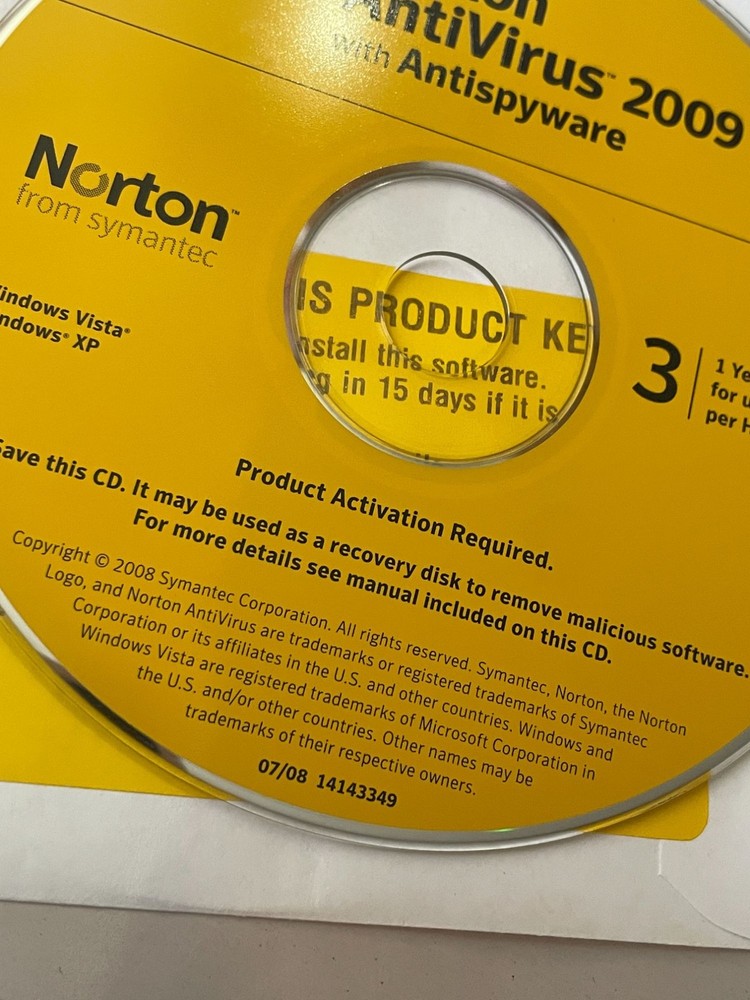 AntiVirus™ 2009
with Antispyware
Norton™
from symantec
Windows Vista®
Windows® XP
IS PRODUCT KE
install this software.
g in 15 days if it is
3
1 Ye
for u
per H
Product Activation Required.
Save this CD. It may be used as a recovery disk to remove malicious software.
For more details see manual included on this CD.
Copyright © 2008 Symantec Corporation. All rights reserved. Symantec, Norton, the Norton
Logo, and Norton AntiVirus are trademarks or registered trademarks of Symantec
Corporation or its affiliates in the U.S. and other countries. Windows and
Windows Vista are registered trademarks of Microsoft Corporation in
the U.S. and/or other countries. Other names may be
trademarks of their respective owners.
07/08 14143349